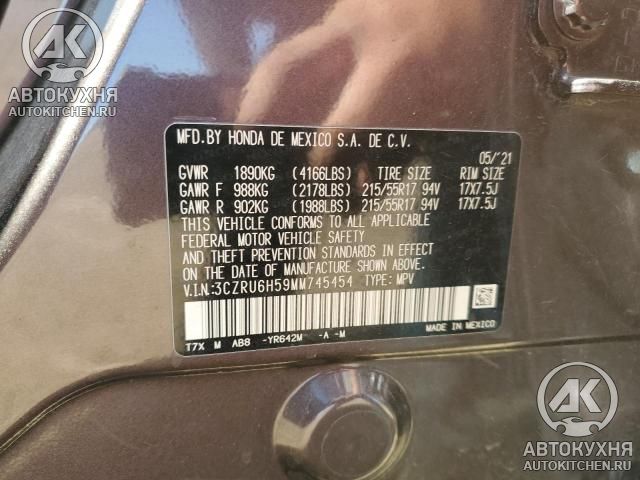 АК
АВТОКУХНЯ
AUTOKITCHEN.RU
MFD.BY HONDA DE MEXICO S.A. DE C.V.
05/'21
GVWR 1890KG (4166LBS) TIRE SIZE RIM SIZE
GAWR F 988KG (2178LBS) 215/55R17 94V 17X7.5J
GAWR R 902KG (1988LBS) 215/55R17 94V 17X7.5J
THIS VEHICLE CONFORMS TO ALL APPLICABLE
FEDERAL MOTOR VEHICLE SAFETY
AND THEFT PREVENTION STANDARDS IN EFFECT
ON THE DATE OF MANUFACTURE SHOWN ABOVE.
V.I.N.:3CZRU6H59MM745454 TYPE: MPV
T7X M AB8 -YR642M -A -M MADE IN MEXICO
АК
АВТОКУХНЯ
AUTOKITCHEN.RU